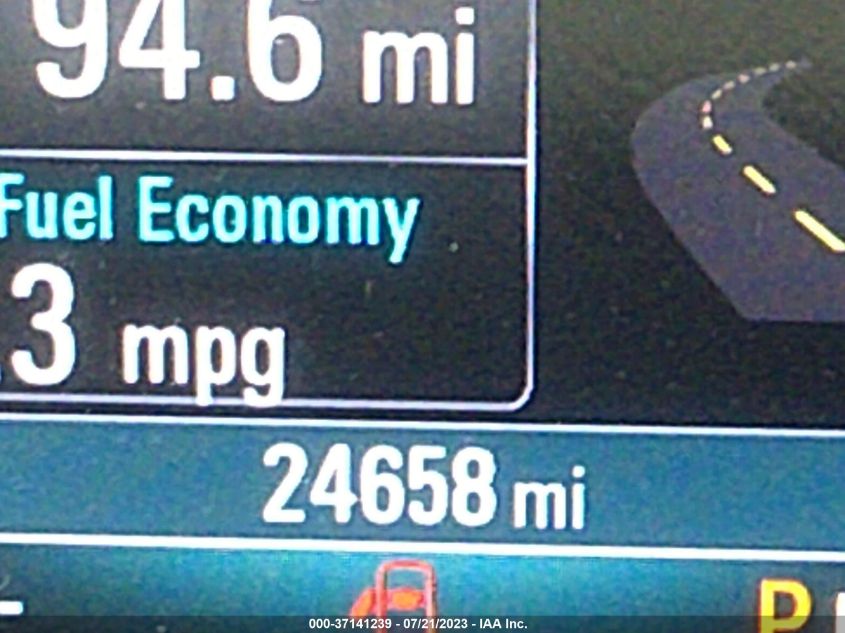 94.6 mi
Fuel Economy
.3 mpg
24658 mi
P
000-37141239 - 07/21/2023 - IAA Inc.